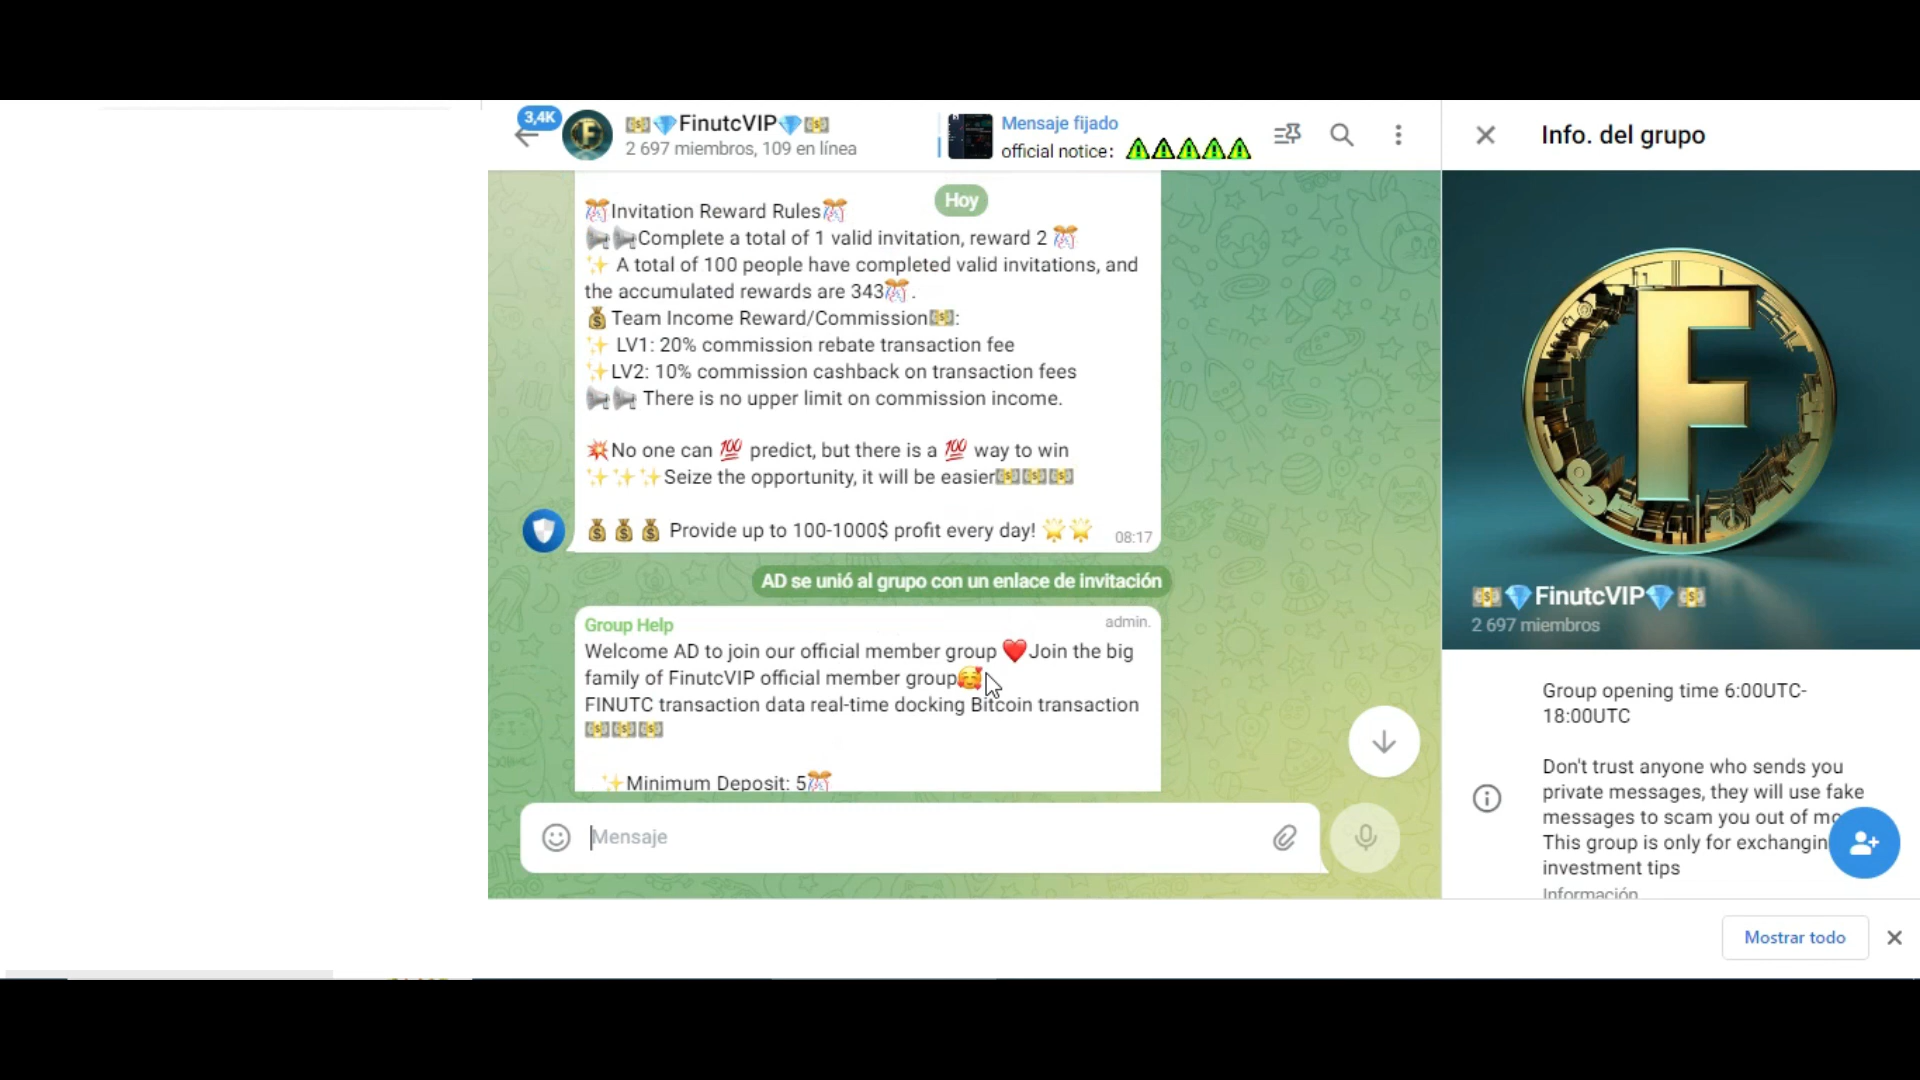 3,4K
FinutcVIP
2 697 miembros, 109 en línea
Mensaje fijado
official notice:
Info. del grupo
Hoy
Invitation Reward Rules
Complete a total of 1 valid invitation, reward 2
A total of 100 people have completed valid invitations, and
the accumulated rewards are 343 .
Team Income Reward/Commission :
LV1: 20% commission rebate transaction fee
LV2: 10% commission cashback on transaction fees
There is no upper limit on commission income.
No one can 💯 predict, but there is a 💯 way to win
Seize the opportunity, it will be easier
Provide up to 100-1000$ profit every day!
08:17
AD se unió al grupo con un enlace de invitación
Group Help
admin.
Welcome AD to join our official member group ❤️Join the big
family of FinutcVIP official member group
FINUTC transaction data real-time docking Bitcoin transaction
Minimum Deposit: 5
Mensaje
F
FinutcVIP
2 697 miembros
Group opening time 6:00UTC-
18:00UTC
Don't trust anyone who sends you
private messages, they will use fake
messages to scam you out of
This group is only for exchangin
investment tips
Información
Mostrar todo